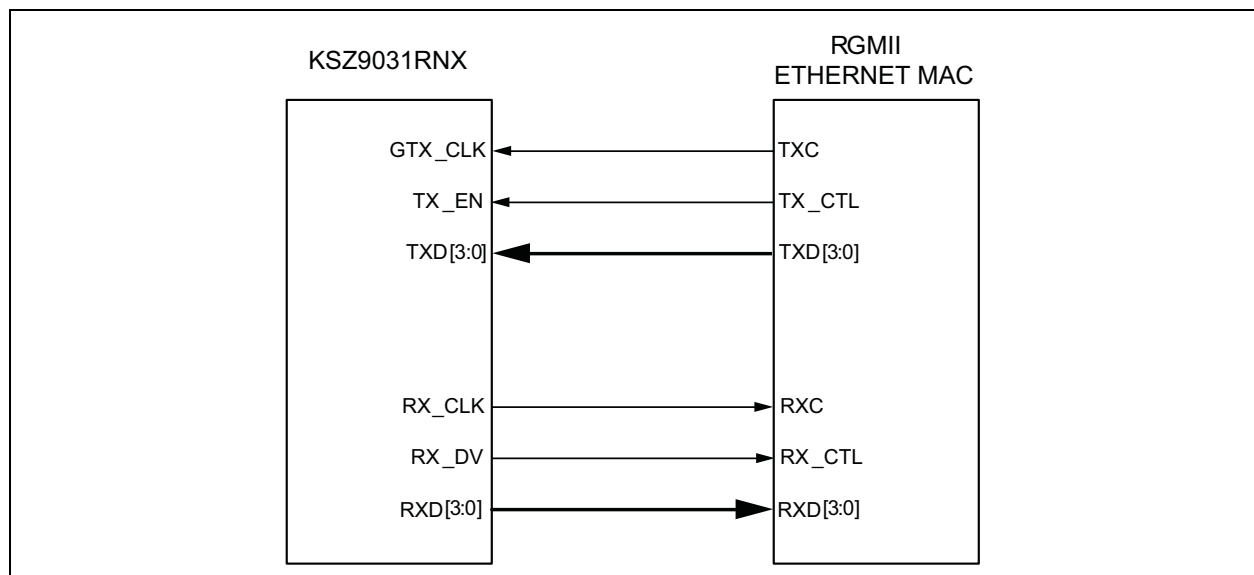 KSZ9031RNX
RGMII
ETHERNET MAC
GTX_CLK TXC
TX_EN TX_CTL
TXD[3:0] TXD[3:0]
RX_CLK RXC
RX_DV RX_CTL
RXD[3:0] RXD[3:0]